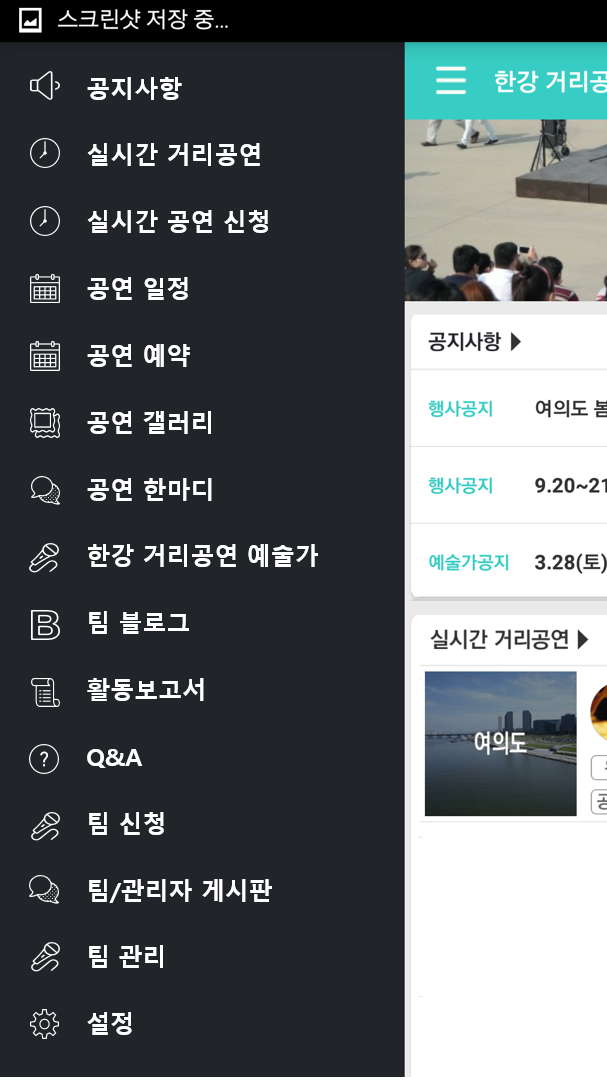 스크린샷 저장 중...
공지사항
실시간 거리공연
실시간 공연 신청
공연 일정
공연 예약
공연 갤러리
공연 한마디
한강 거리공연 예술가
팀 블로그
활동보고서
Q&A
팀 신청
팀/관리자 게시판
팀 관리
설정
한강 거리공
공지사항
행사공지 여의도 봄
행사공지 9.20~21
예술가공지 3.28(토)
실시간 거리공연
여의도